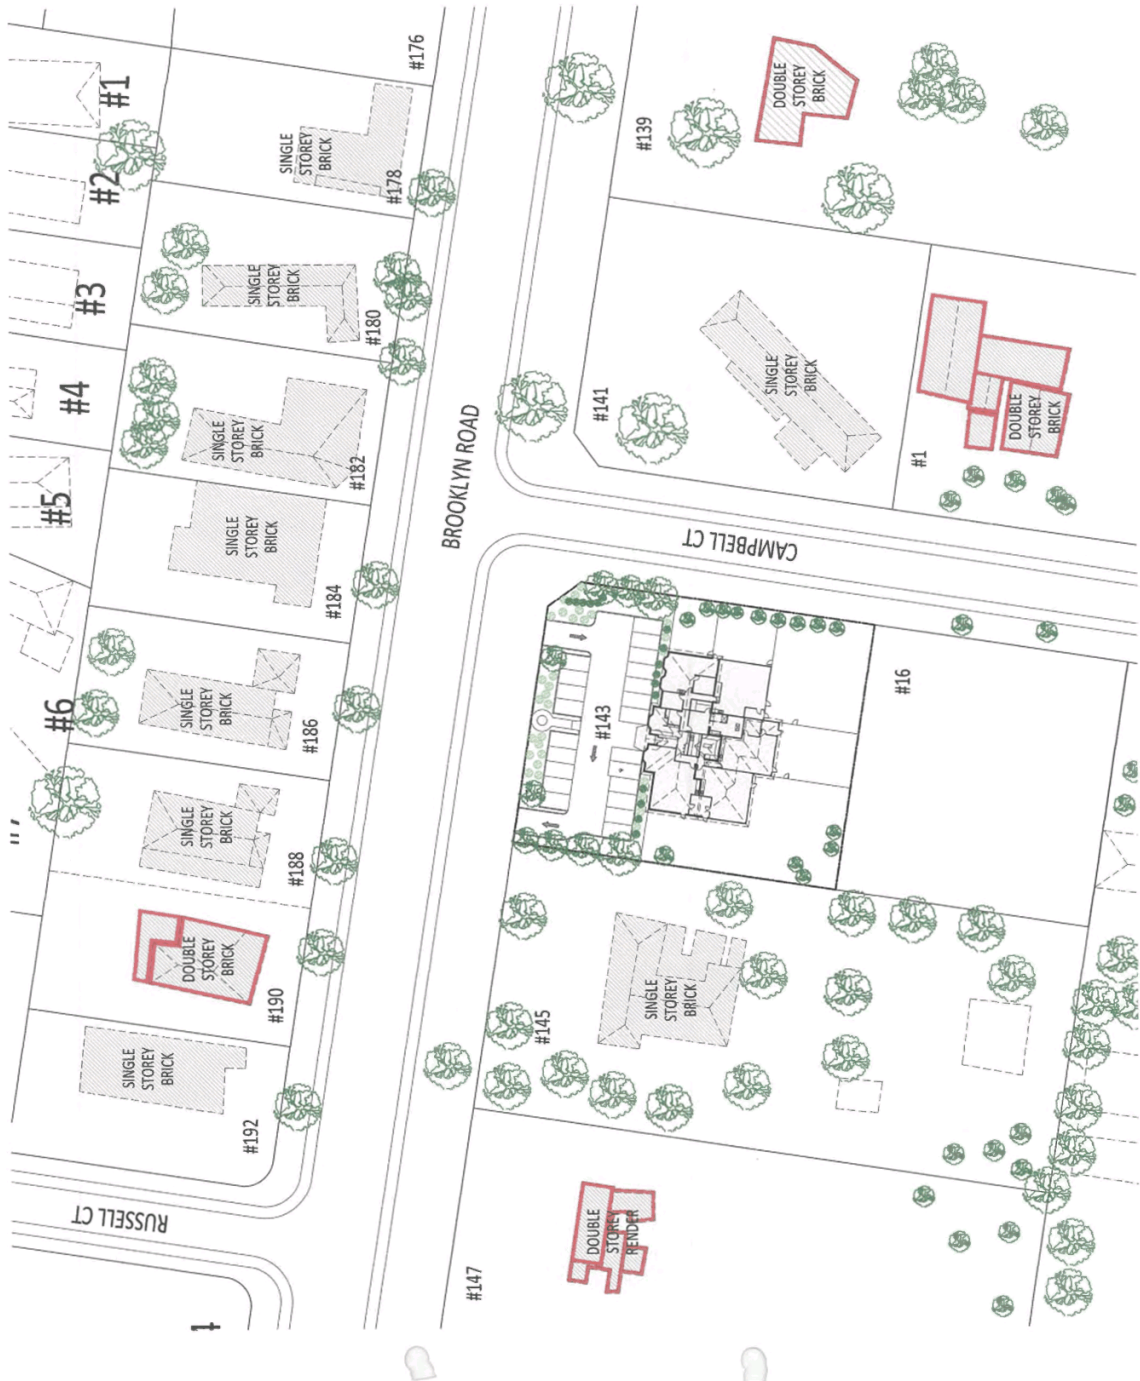 #1
#2
#3
#4
#5
#6
#176
SINGLE
STOREY
BRICK
#178
SINGLE
STOREY
BRICK
#180
SINGLE
STOREY
BRICK
#182
SINGLE
STOREY
BRICK
#184
SINGLE
STOREY
BRICK
#186
SINGLE
STOREY
BRICK
#188
DOUBLE
STOREY
BRICK
#190
SINGLE
STOREY
BRICK
#192
RUSSELL CT
BROOKLYN ROAD
CAMPBELL CT
#139
DOUBLE
STOREY
BRICK
#141
SINGLE
STOREY
BRICK
#1
DOUBLE
STOREY
BRICK
#143
#16
#145
SINGLE
STOREY
BRICK
#147
DOUBLE
STOREY
RENDER